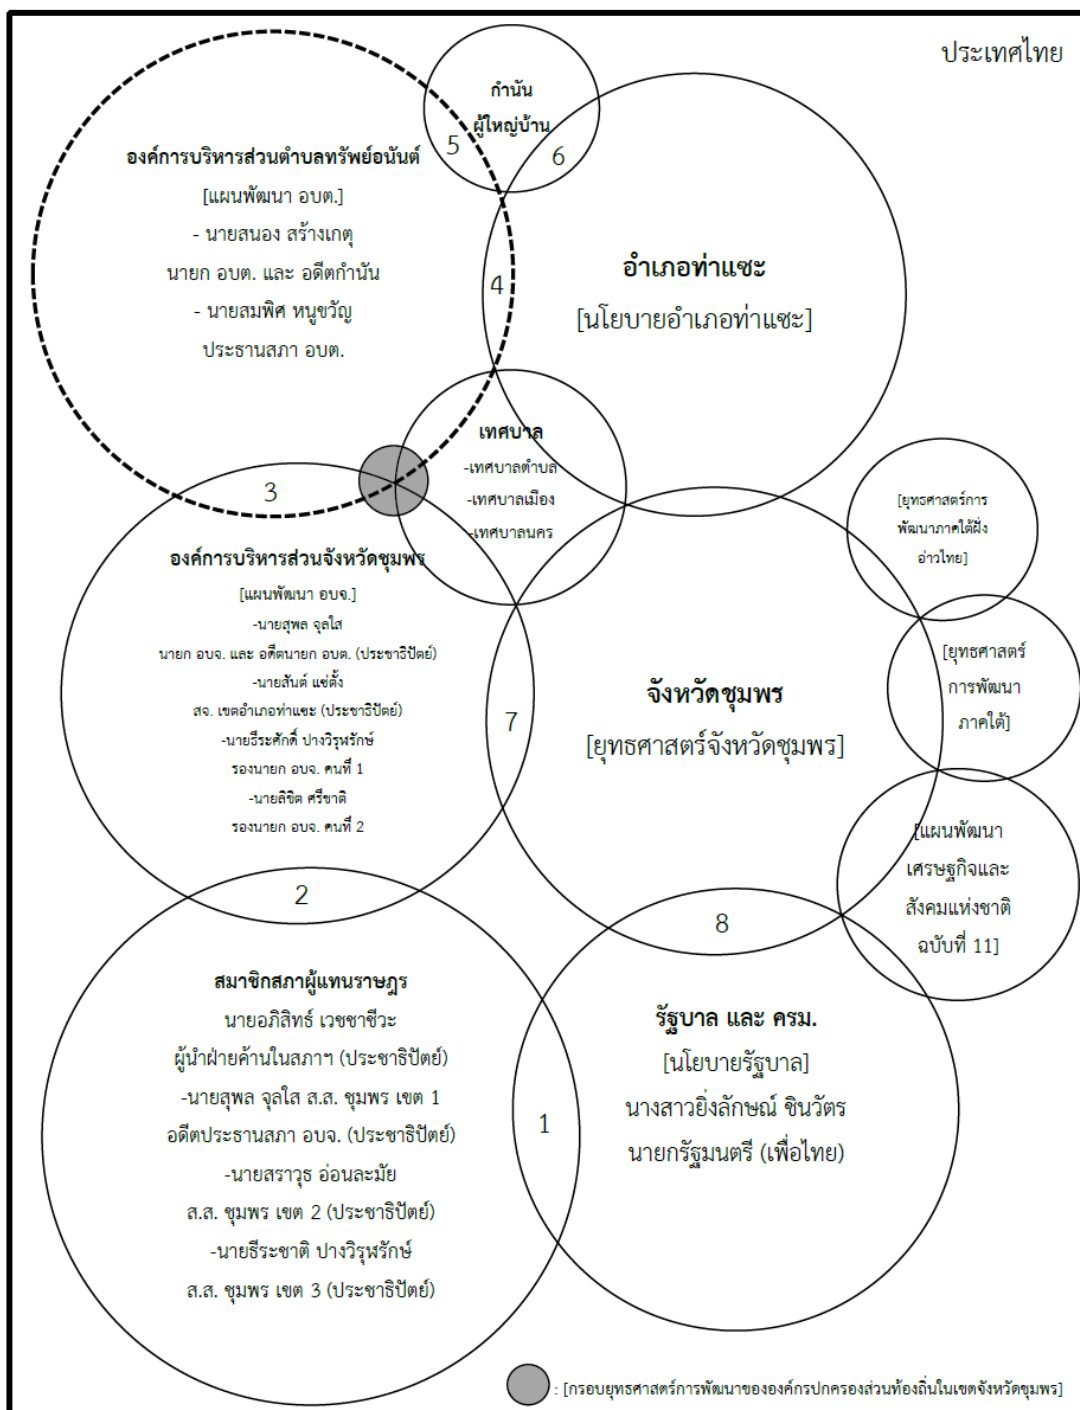 ประเทศไทย
กำนัน
ผู้ใหญ่บ้าน
5
6
องค์การบริหารส่วนตำบลทรัพย์อนันต์
[แผนพัฒนา อบต.]
- นายสนอง สร้างเกตุ
นายก อบต. และ อดีตกำนัน
- นายสมพิศ หนูขวัญ
ประธานสภา อบต.
4
อำเภอท่าแซะ
[นโยบายอำเภอท่าแซะ]
เทศบาล
-เทศบาลตำบล
-เทศบาลเมือง
-เทศบาลนคร
3
[ยุทธศาสตร์การ
พัฒนาภาคใต้ฝั่ง
อ่าวไทย]
องค์การบริหารส่วนจังหวัดชุมพร
[แผนพัฒนา อบจ.]
-นายสุพล จุลใส
นายก อบจ. และ อดีตนายก อบต. (ประชาธิปัตย์)
-นายสันต์ แซ่ตั้ง
สจ. เขตอำเภอท่าแซะ (ประชาธิปัตย์)
-นายธีระศักดิ์ ปางวิรุฬรักษ์
รองนายก อบจ. คนที่ 1
-นายลิขิต ศรีชาติ
รองนายก อบจ. คนที่ 2
7
จังหวัดชุมพร
[ยุทธศาสตร์จังหวัดชุมพร]
[ยุทธศาสตร์
การพัฒนา
ภาคใต้]
[แผนพัฒนา
เศรษฐกิจและ
สังคมแห่งชาติ
ฉบับที่ 11]
2
8
สมาชิกสภาผู้แทนราษฎร
นายอภิสิทธ์ เวชชาชีวะ
ผู้นำฝ่ายค้านในสภาฯ (ประชาธิปัตย์)
-นายสุพล จุลใส ส.ส. ชุมพร เขต 1
อดีตประธานสภา อบจ. (ประชาธิปัตย์)
-นายสราวุธ อ่อนละมัย
ส.ส. ชุมพร เขต 2 (ประชาธิปัตย์)
-นายธีระชาติ ปางวิรุฬรักษ์
ส.ส. ชุมพร เขต 3 (ประชาธิปัตย์)
1
รัฐบาล และ ครม.
[นโยบายรัฐบาล]
นางสาวยิ่งลักษณ์ ชินวัตร
นายกรัฐมนตรี (เพื่อไทย)
: [กรอบยุทธศาสตร์การพัฒนาขององค์กรปกครองส่วนท้องถิ่นในเขตจังหวัดชุมพร]